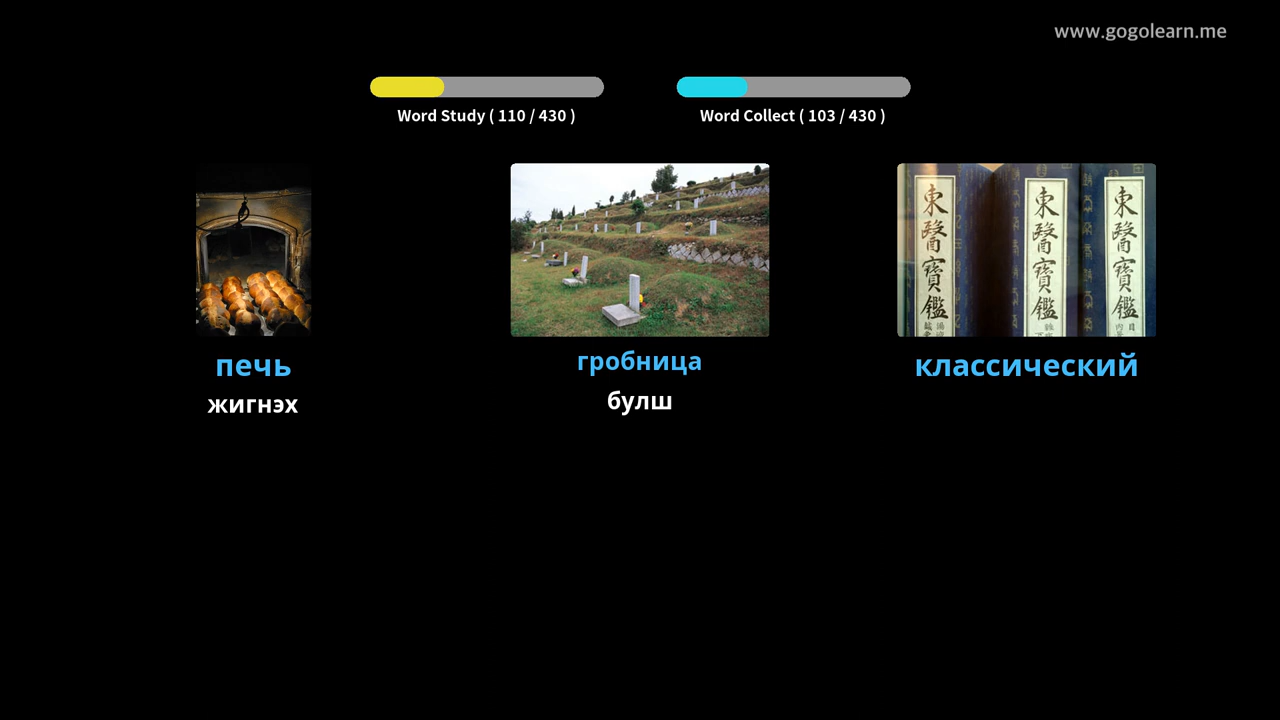 www.gogolearn.me
Word Study ( 110 / 430 )
Word Collect ( 103 / 430 )
東醫寶鑑
東醫寶鑑
東醫寶鑑
печь
жигнэх
гробница
булш
классический